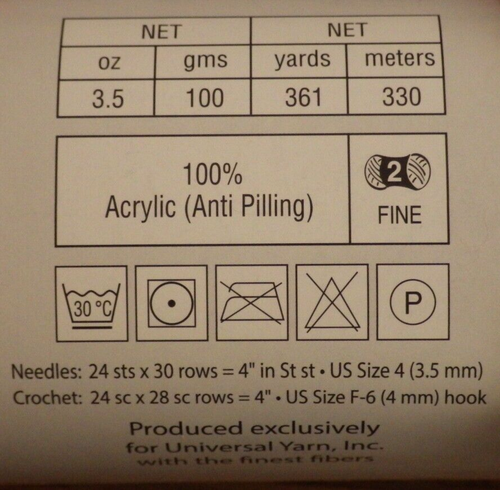 NET NET
oz gms yards meters
3.5 100 361 330
100%
Acrylic (Anti Pilling)
2
FINE
30 °C
P
Needles: 24 sts x 30 rows = 4" in St st • US Size 4 (3.5 mm)
Crochet: 24 sc x 28 sc rows = 4" • US Size F-6 (4 mm) hook
Produced exclusively
for Universal Yarn, Inc.
with the finest fibers